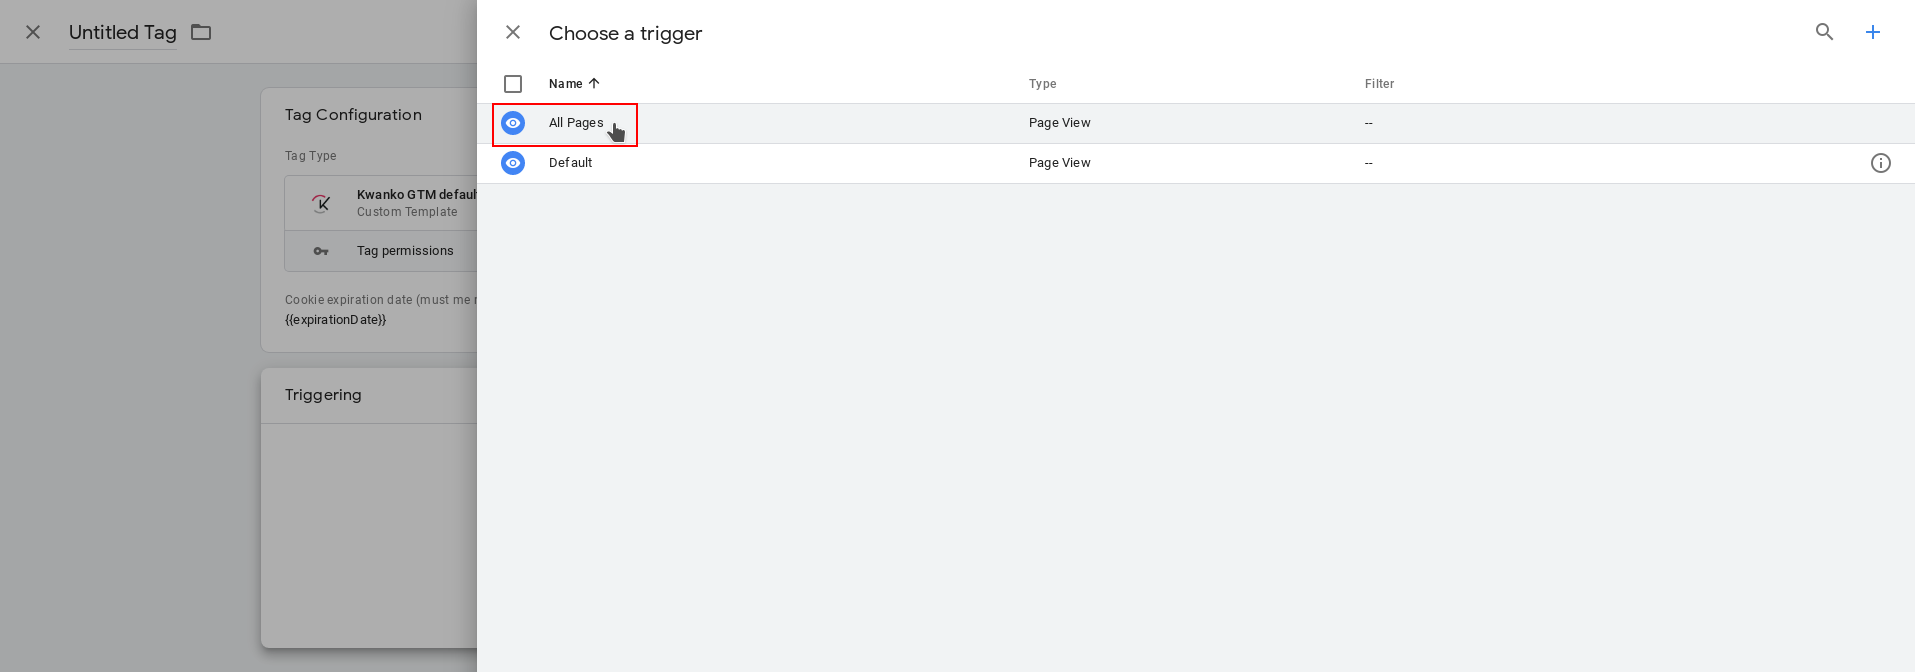 Untitled Tag
Tag Configuration
Tag Type
Kwanko GTM defaul
Custom Template
Tag permissions
Cookie expiration date (must me
{{expirationDate}}
Triggering
Choose a trigger
Name Type Filter
All Pages Page View --
Default Page View --